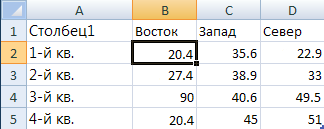 A B C D
1 Столбец1 Восток Запад Север
2 1-й кв. 20.4 35.6 22.9
3 2-й кв. 27.4 38.9 33
4 3-й кв. 90 40.6 49.5
5 4-й кв. 20.4 45 51